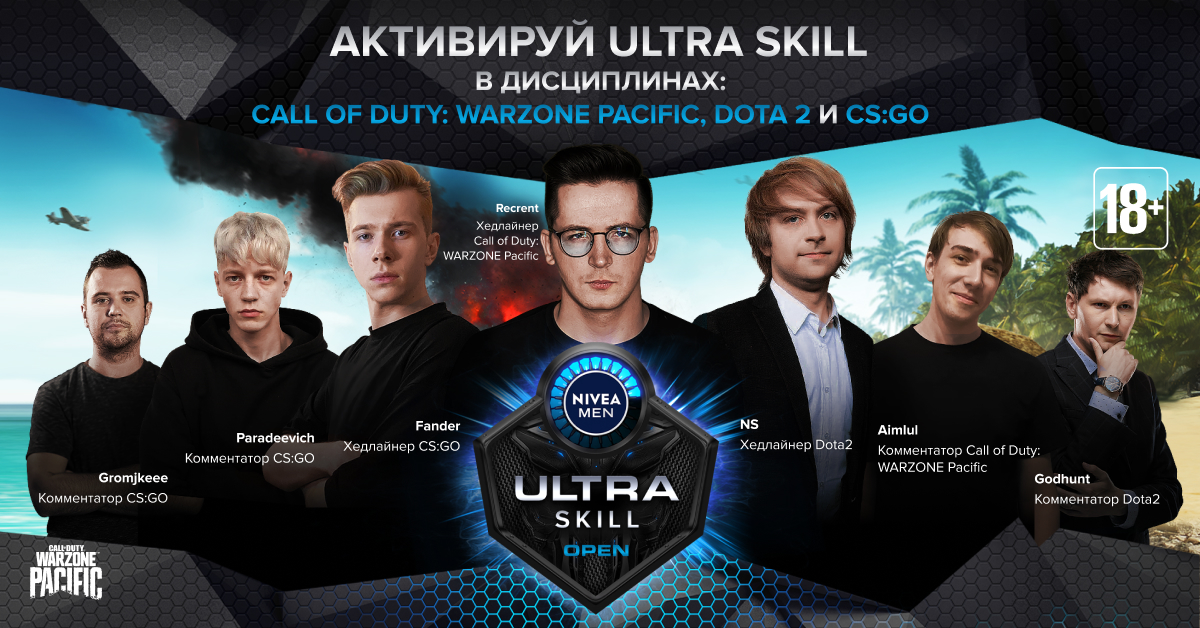 АКТИВИРУЙ ULTRA SKILL
В ДИСЦИПЛИНАХ:
CALL OF DUTY: WARZONE PACIFIC, DOTA 2 И CS:GO
18+
Recrent
Хедлайнер
Call of Duty:
WARZONE Pacific
Gromjkeee
Комментатор CS:GO
Paradeevich
Комментатор CS:GO
Fander
Хедлайнер CS:GO
NS
Хедлайнер Dota2
Aimlul
Комментатор Call of Duty:
WARZONE Pacific
Godhunt
Комментатор Dota2
NIVEA
MEN
ULTRA
SKILL
OPEN
CALL OF DUTY
WARZONE
PACIFIC